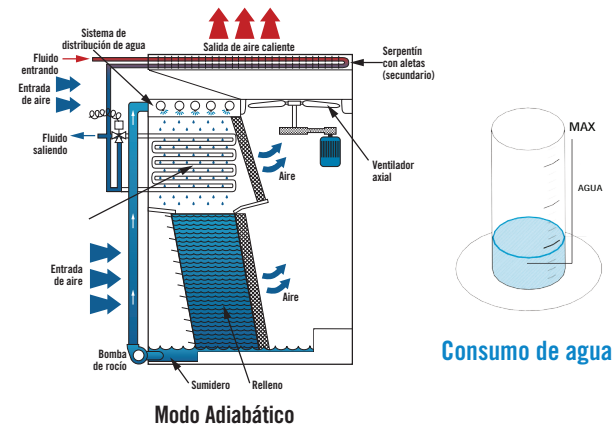 Sistema de
distribución de agua
Salida de aire caliente
Serpentín
con aletas
(secundario)
Fluido
entrando
Entrada
de aire
Fluido
saliendo
Aire
Ventilador
axial
Entrada
de aire
Aire
Bomba
de rocío
Sumidero
Relleno
Modo Adiabático
MAX
AGUA
Consumo de agua